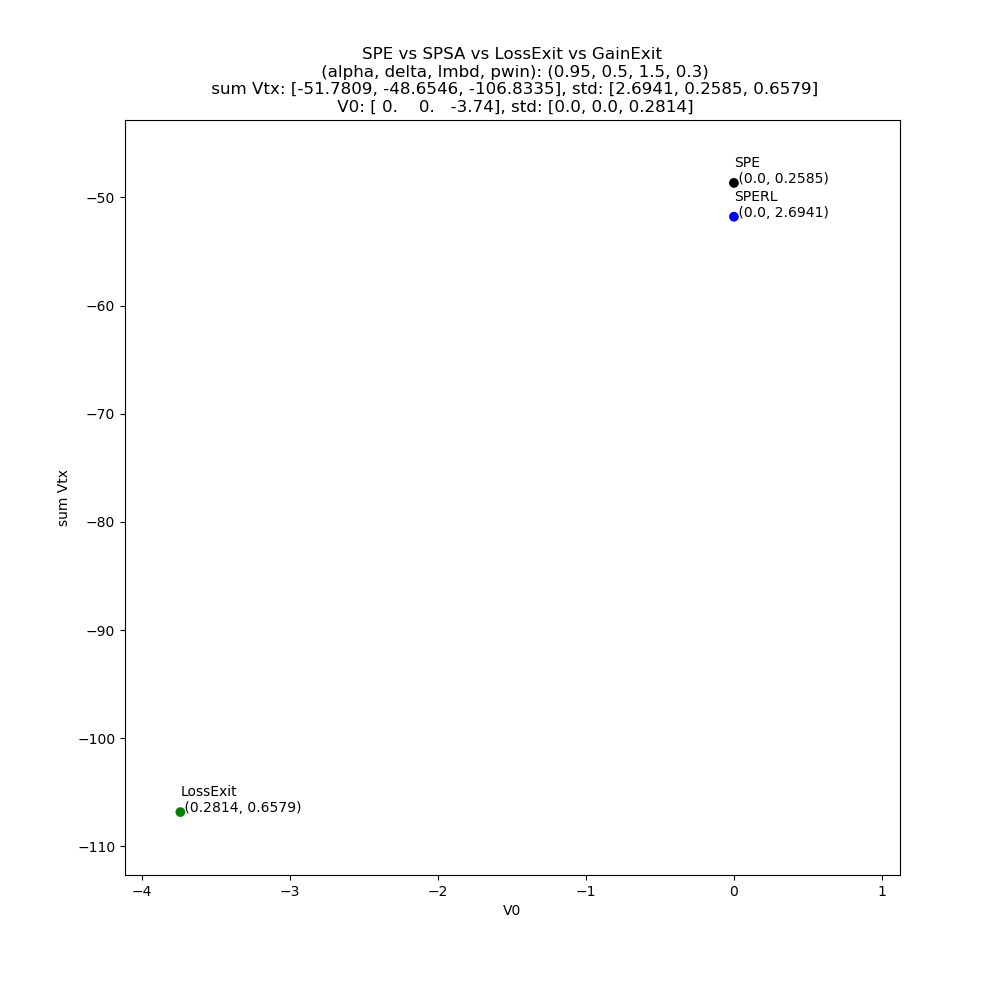 SPE vs SPSA vs LossExit vs GainExit
(alpha, delta, lmbd, pwin): (0.95, 0.5, 1.5, 0.3)
sum Vtx: [-51.7809, -48.6546, -106.8335], std: [2.6941, 0.2585, 0.6579]
V0: [ 0.    0.   -3.74], std: [0.0, 0.0, 0.2814]
SPE
(0.0, 0.2585)
−50
SPERL
(0.0, 2.6941)
−60
−70
sum Vtx
−80
−90
−100
LossExit
(0.2814, 0.6579)
−110
−4 −3 −2 −1 0 1
V0